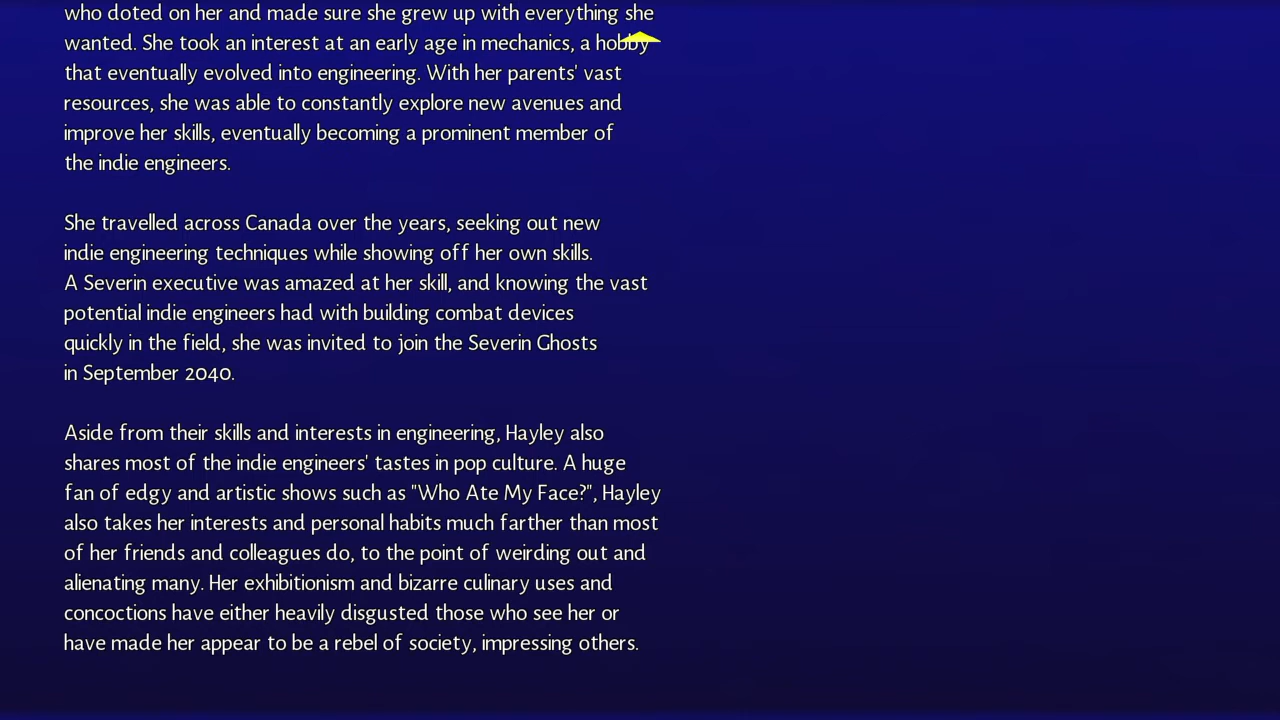 who doted on her and made sure she grew up with everything she
wanted. She took an interest at an early age in mechanics, a hobby
that eventually evolved into engineering. With her parents' vast
resources, she was able to constantly explore new avenues and
improve her skills, eventually becoming a prominent member of
the indie engineers.

She travelled across Canada over the years, seeking out new
indie engineering techniques while showing off her own skills.
A Severin executive was amazed at her skill, and knowing the vast
potential indie engineers had with building combat devices
quickly in the field, she was invited to join the Severin Ghosts
in September 2040.

Aside from their skills and interests in engineering, Hayley also
shares most of the indie engineers' tastes in pop culture. A huge
fan of edgy and artistic shows such as "Who Ate My Face?", Hayley
also takes her interests and personal habits much farther than most
of her friends and colleagues do, to the point of weirding out and
alienating many. Her exhibitionism and bizarre culinary uses and
concoctions have either heavily disgusted those who see her or
have made her appear to be a rebel of society, impressing others.